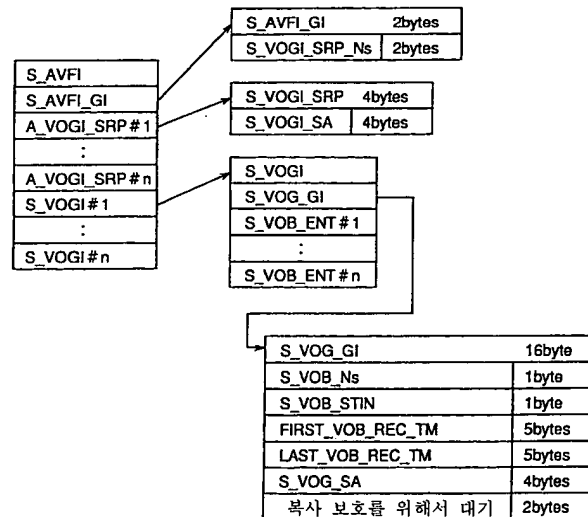 S_AVFI
S_AVFI_GI
A_VOGI_SRP#1
:
A_VOGI_SRP#n
S_VOGI#1
:
S_VOGI#n
S_AVFI_GI 2bytes
S_VOGI_SRP_Ns 2bytes
S_VOGI_SRP 4bytes
S_VOGI_SA 4bytes
S_VOGI
S_VOG_GI
S_VOB_ENT#1
:
S_VOB_ENT#n
S_VOG_GI 16byte
S_VOB_Ns 1byte
S_VOB_STIN 1byte
FIRST_VOB_REC_TM 5bytes
LAST_VOB_REC_TM 5bytes
S_VOG_SA 4bytes
복사 보호를 위해서 대기 2bytes